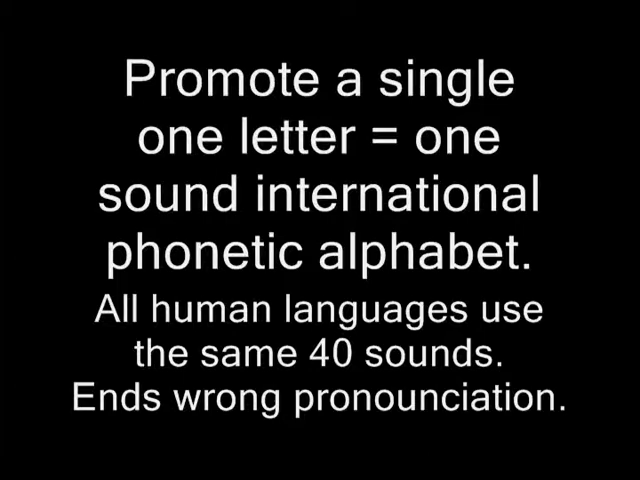 Promote a single
one letter = one
sound international
phonetic alphabet.
All human languages use
the same 40 sounds.
Ends wrong pronounciation.